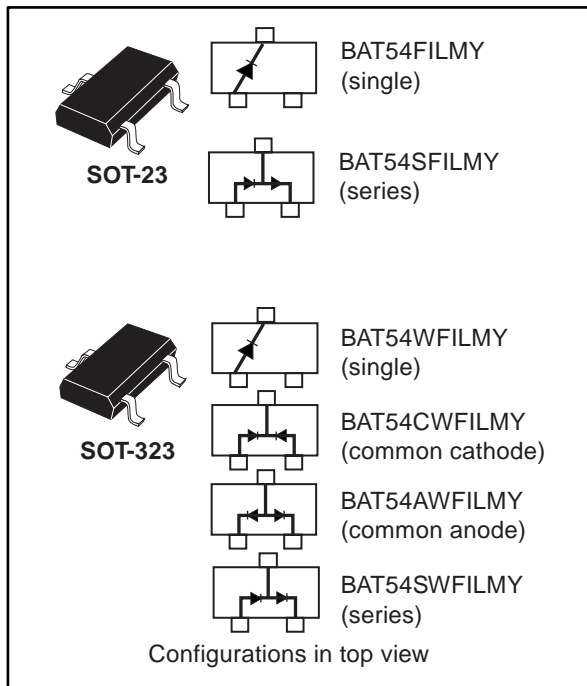 BAT54FILMY
(single)
SOT-23
BAT54SFILMY
(series)
BAT54WFILMY
(single)
SOT-323
BAT54CWFILMY
(common cathode)
BAT54AWFILMY
(common anode)
BAT54SWFILMY
(series)
Configurations in top view